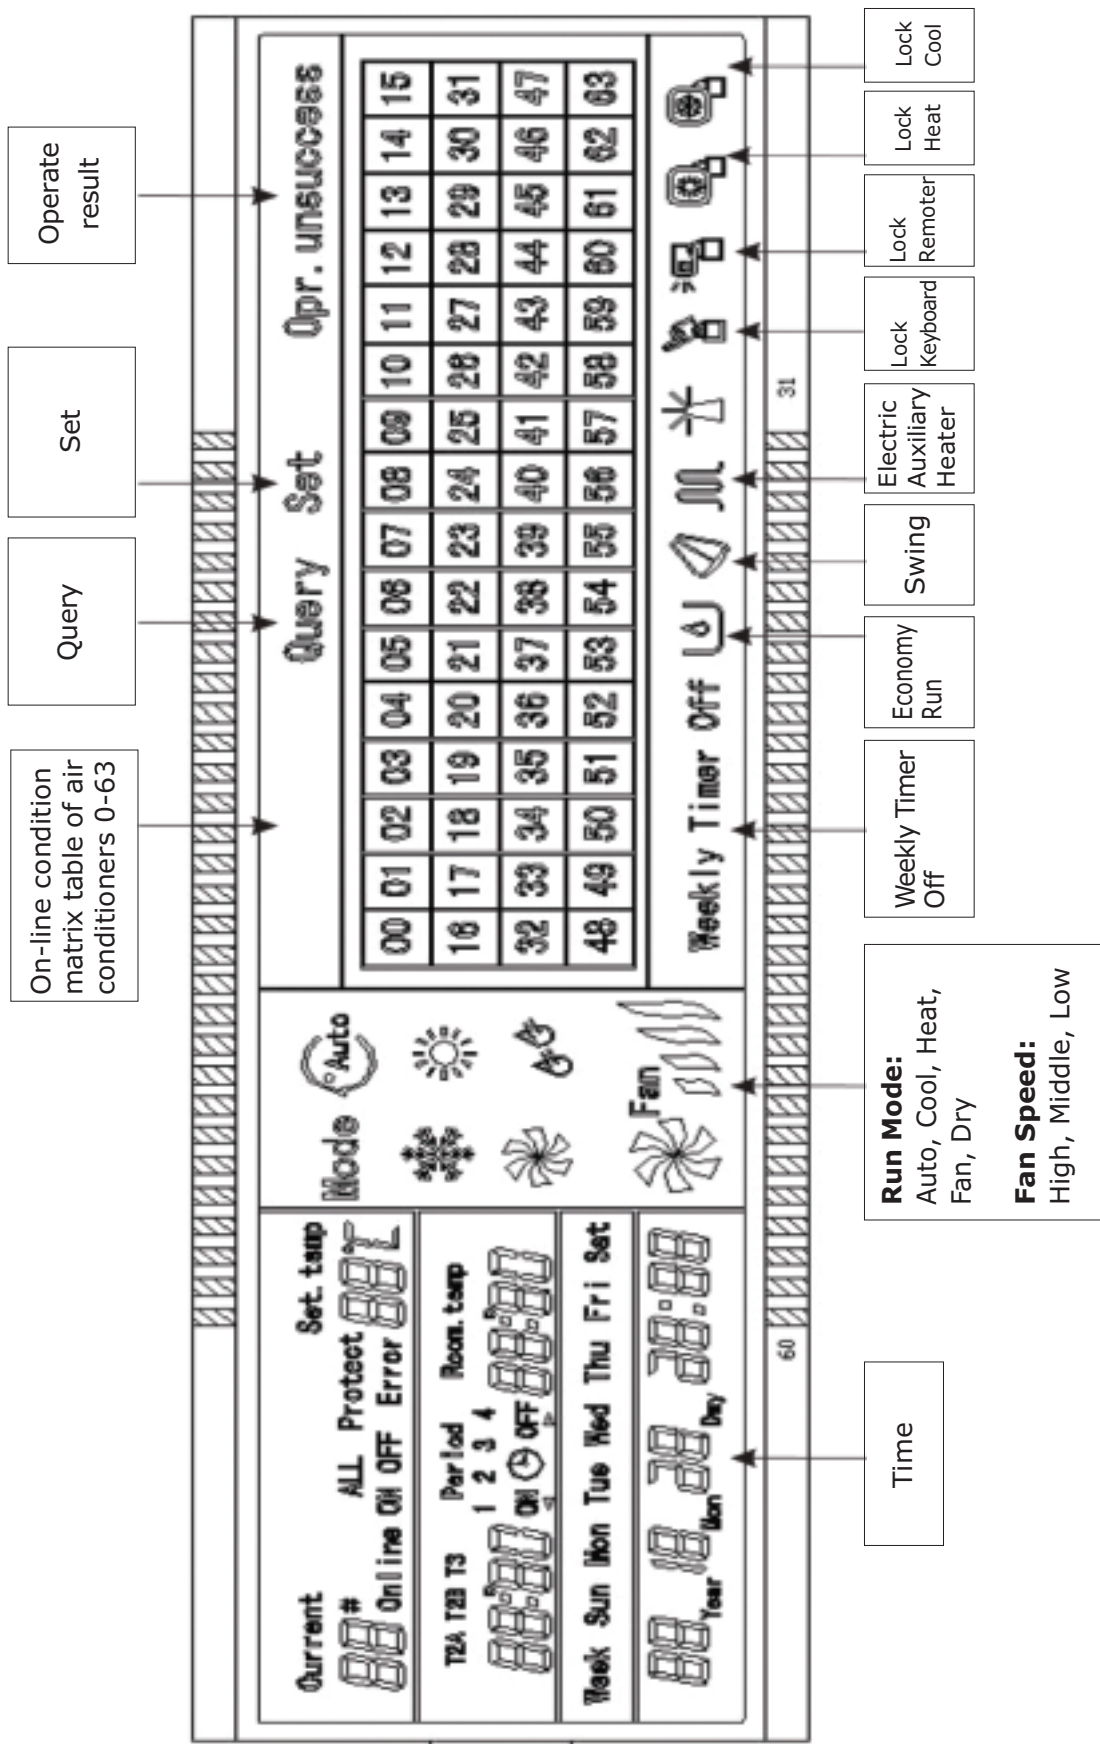 On-line condition
matrix table of air
conditioners 0-63
Query
Set
Operate
result
Current
Set.temp
#
ALL Protect
Online ON OFF Error
T2A T2B T3
Period
Room.temp
1 2 3 4
ON OFF
Week Sun Mon Tue Wed Thu Fri Sat
Year
Mon
Day
Mode
Auto
Fan
Query Set Opr. unsuccess
00 01 02 03 04 05 06 07 08 09 10 11 12 13 14 15
16 17 18 19 20 21 22 23 24 25 26 27 28 29 30 31
32 33 34 35 36 37 38 39 40 41 42 43 44 45 46 47
48 49 50 51 52 53 54 55 56 57 58 59 60 61 62 63
Weekly Timer Off
60
31
Time
Run Mode:
Auto, Cool, Heat,
Fan, Dry
Fan Speed:
High, Middle, Low
Weekly Timer
Off
Economy
Run
Swing
Electric
Auxiliary
Heater
Lock
Keyboard
Lock
Remoter
Lock
Heat
Lock
Cool